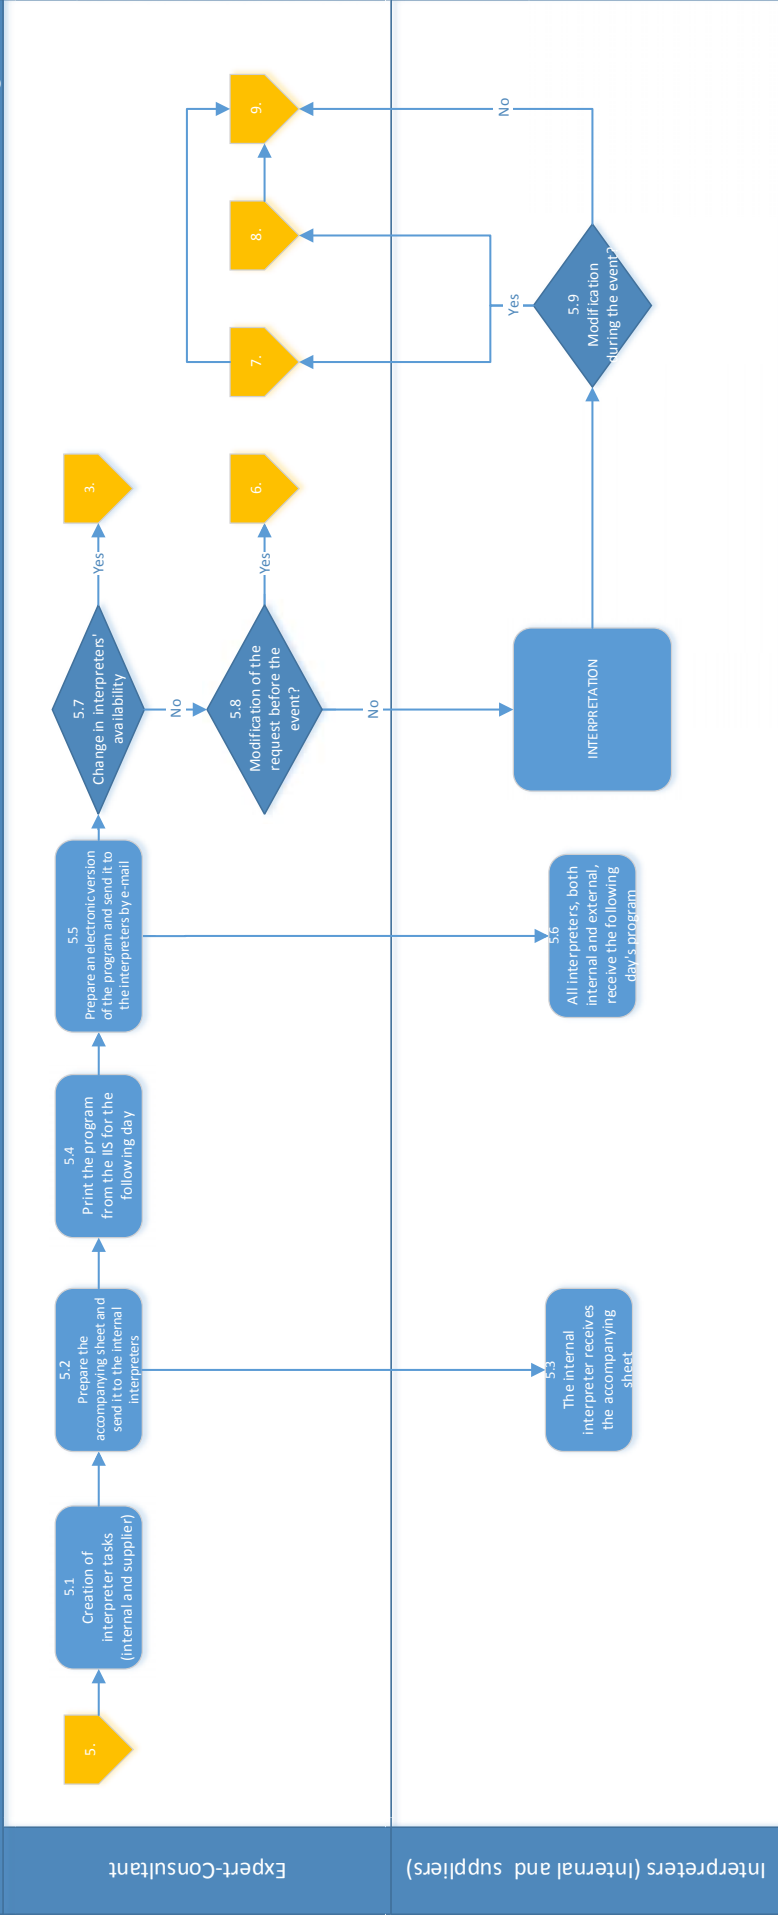 Expert-Consultant
5.
5.1
Creation of
interpreter tasks
(internal and supplier)
5.2
Prepare the
accompanying sheet and
send it to the internal
interpreters
5.4
Print the program
from the IIS for the
following day
5.5
Prepare an electronic version
of the program and send it to
the interpreters by e-mail
5.7
Change in interpreters'
availability
Yes
3.
No
5.8
Modification of the
request before the
event?
Yes
6.
No
7.
8.
9.
Interpreters (Internal and suppliers)
5.3
The internal
interpreter receives
the accompanying
sheet
5.6
All interpreters, both
internal and external,
receive the following
day's program
INTERPRETATION
5.9
Modification
during the event?
Yes
No